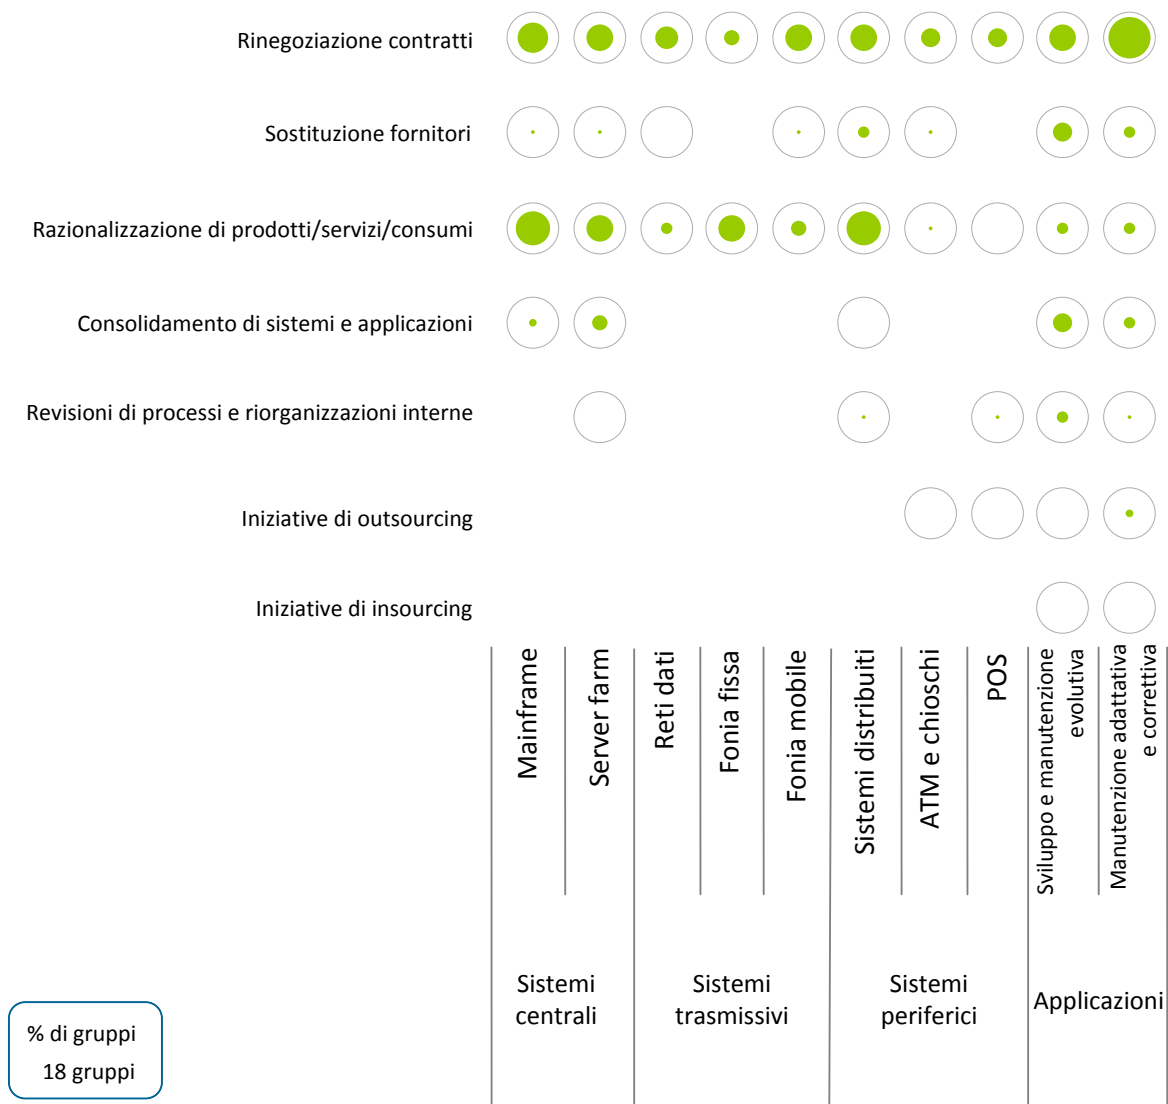 Rinegoziazione contratti
Sostituzione fornitori
Razionalizzazione di prodotti/servizi/consumi
Consolidamento di sistemi e applicazioni
Revisioni di processi e riorganizzazioni interne
Iniziative di outsourcing
Iniziative di insourcing
Mainframe
Server farm
Reti dati
Fonia fissa
Fonia mobile
Sistemi distribuiti
ATM e chioschi
POS
Sviluppo e manutenzione
evolutiva
Manutenzione adattativa
e correttiva
Sistemi
centrali
Sistemi
trasmissivi
Sistemi
periferici
Applicazioni
% di gruppi
18 gruppi